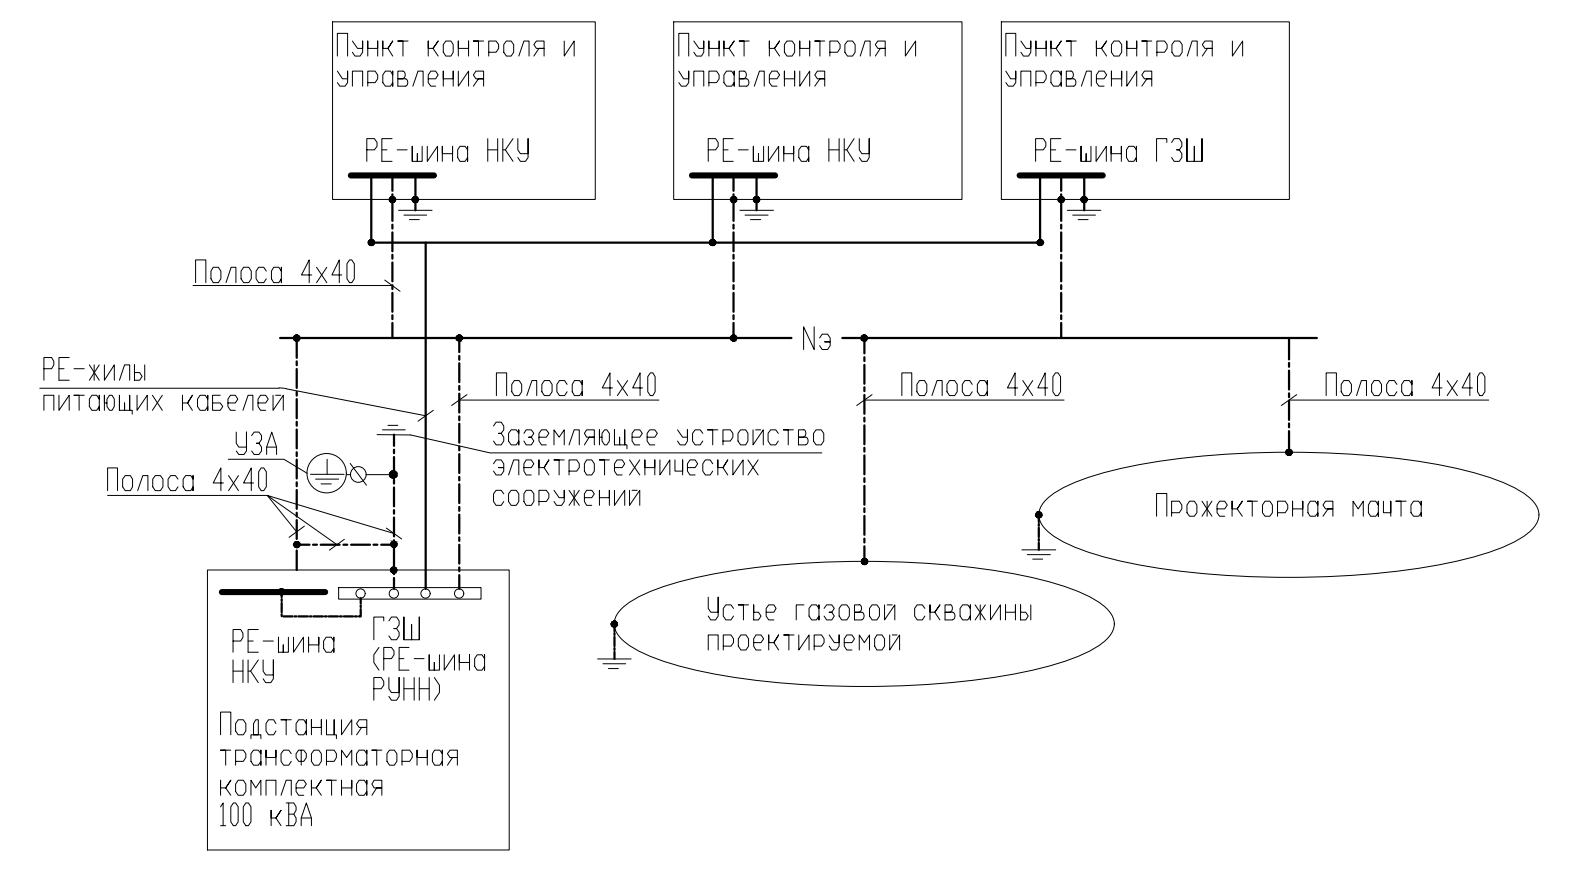 Пункт контроля и
управления
РЕ-шина НКУ
Пункт контроля и
управления
РЕ-шина НКУ
Пункт контроля и
управления
РЕ-шина ГЗШ
Полоса 4х40
Nэ
РЕ-жилы
питающих кабелей
Полоса 4х40
Полоса 4х40
Полоса 4х40
УЗА
Заземляющее устройство
электротехнических
сооружений
Полоса 4х40
Прожекторная мачта
Устье газовой скважины
проектируемой
РЕ-шина
НКУ
ГЗШ
(РЕ-шина
РУНН)
Подстанция
трансформаторная
комплектная
100 кВА